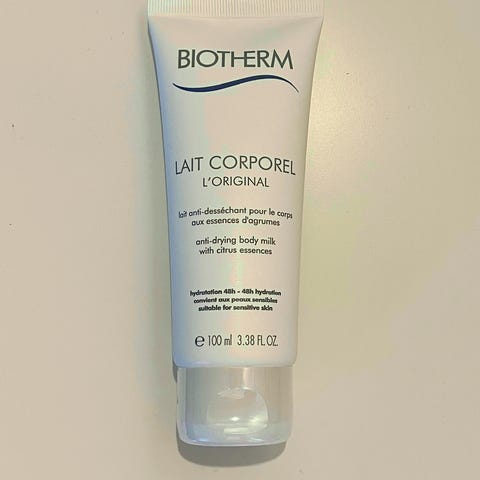 BIOTHERM
LAIT CORPOREL
L'ORIGINAL
lait anti-desséchant pour le corps
aux essences d'agrumes
anti-drying body milk
with citrus essences
hydratation 48h - 48h hydration
convient aux peaux sensibles
suitable for sensitive skin
℮ 100 ml 3.38 FL.OZ.